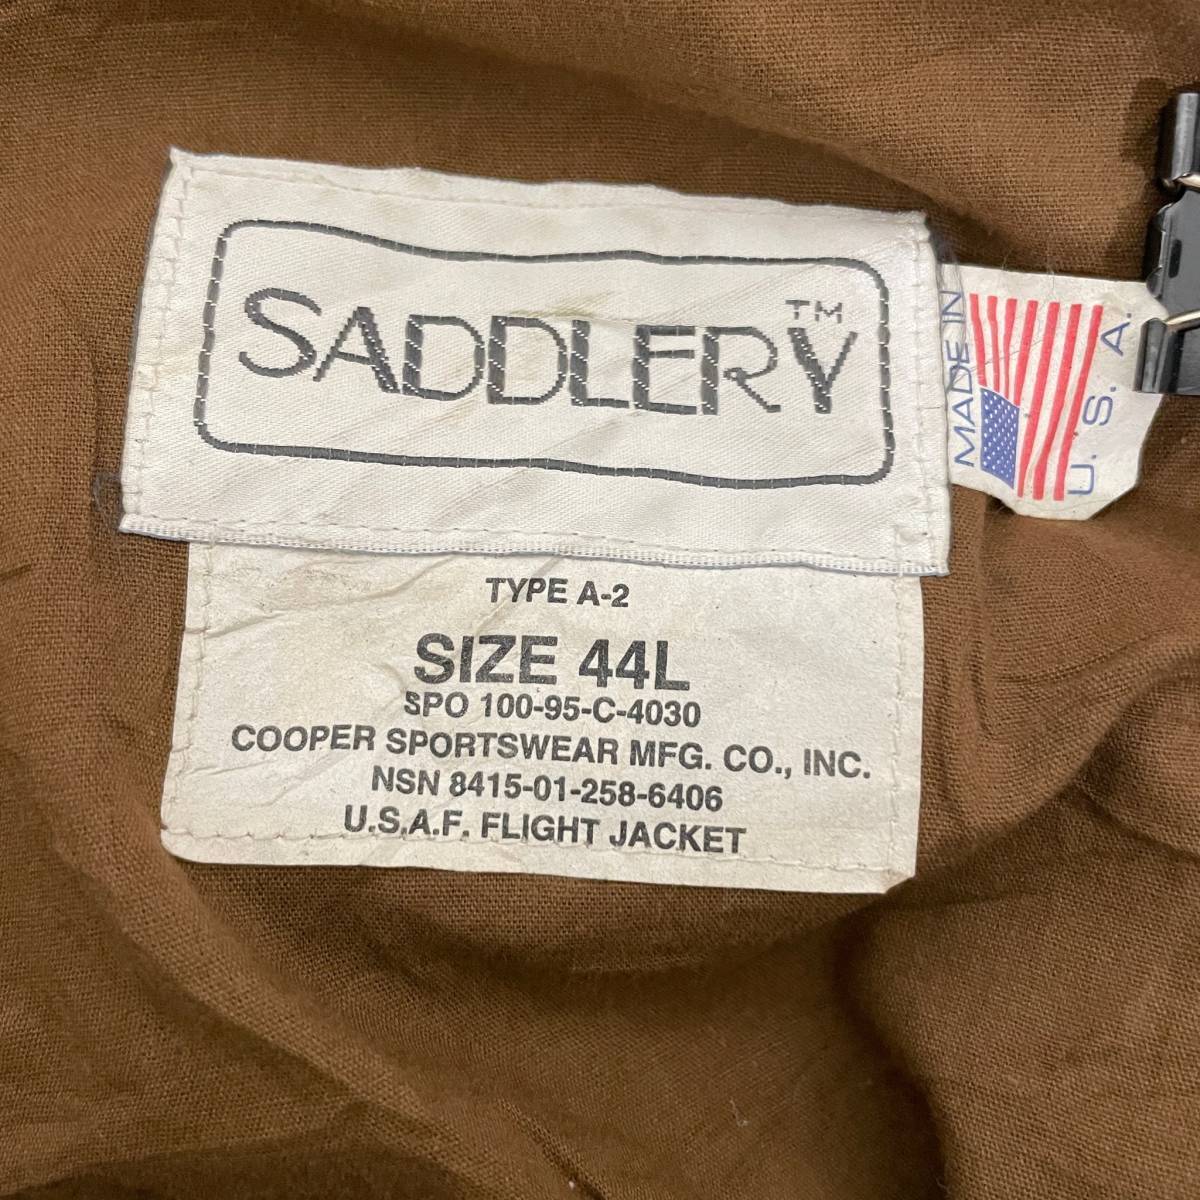 SADDLERY™
MADE IN
U.S.A.
TYPE A-2
SIZE 44L
SPO 100-95-C-4030
COOPER SPORTSWEAR MFG. CO., INC.
NSN 8415-01-258-6406
U.S.A.F. FLIGHT JACKET